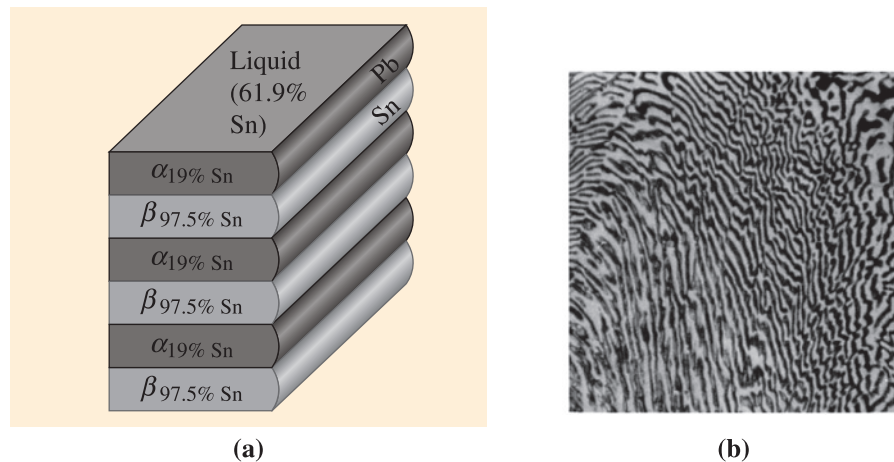 Liquid
(61.9%
Sn)
Pb
Sn
α19% Sn
β97.5% Sn
α19% Sn
β97.5% Sn
α19% Sn
β97.5% Sn
(a)
(b)